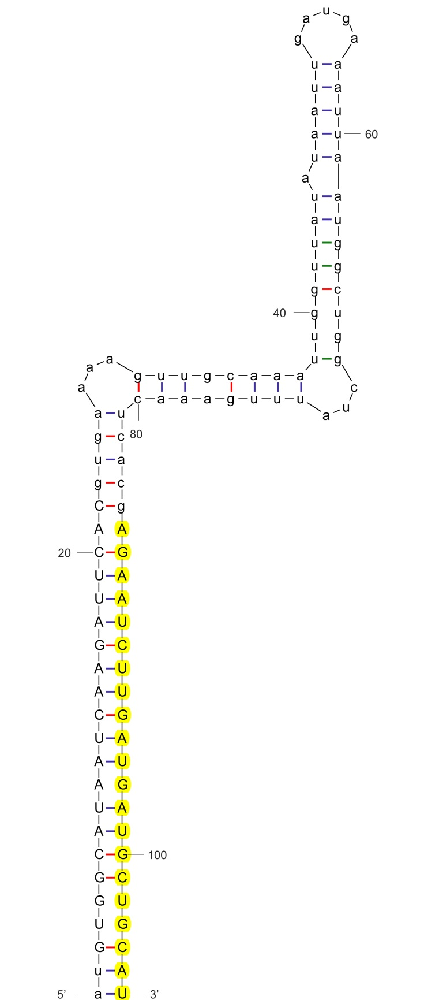 u
a g
g a
u a
u a
a u
a u 60
u a
a
u a
a u
u g
u g
g c
40 g u
u g
a u g
a
g u u g c a a a
a c
c a a a g u u u
u
a u a
g c 80
u a
g c
C g
A A
20 C G
U A
U A
A U
G C
A U
A U
C G
U A
A U
A G
U A
A U
C G 100
G C
G U
U G
G C
u A
5’ a U 3’